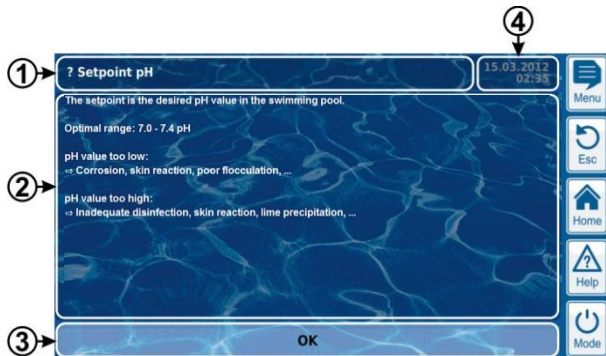 4
1
? Setpoint pH
15.03.2012
02:35
Menu
2
The setpoint is the desired pH value in the swimming pool.
Optimal range: 7.0 - 7.4 pH
pH value too low:
⇨ Corrosion, skin reaction, poor flocculation, ...
pH value too high:
⇨ Inadequate disinfection, skin reaction, lime precipitation, ...
Esc
Home
Help
3
OK
Mode